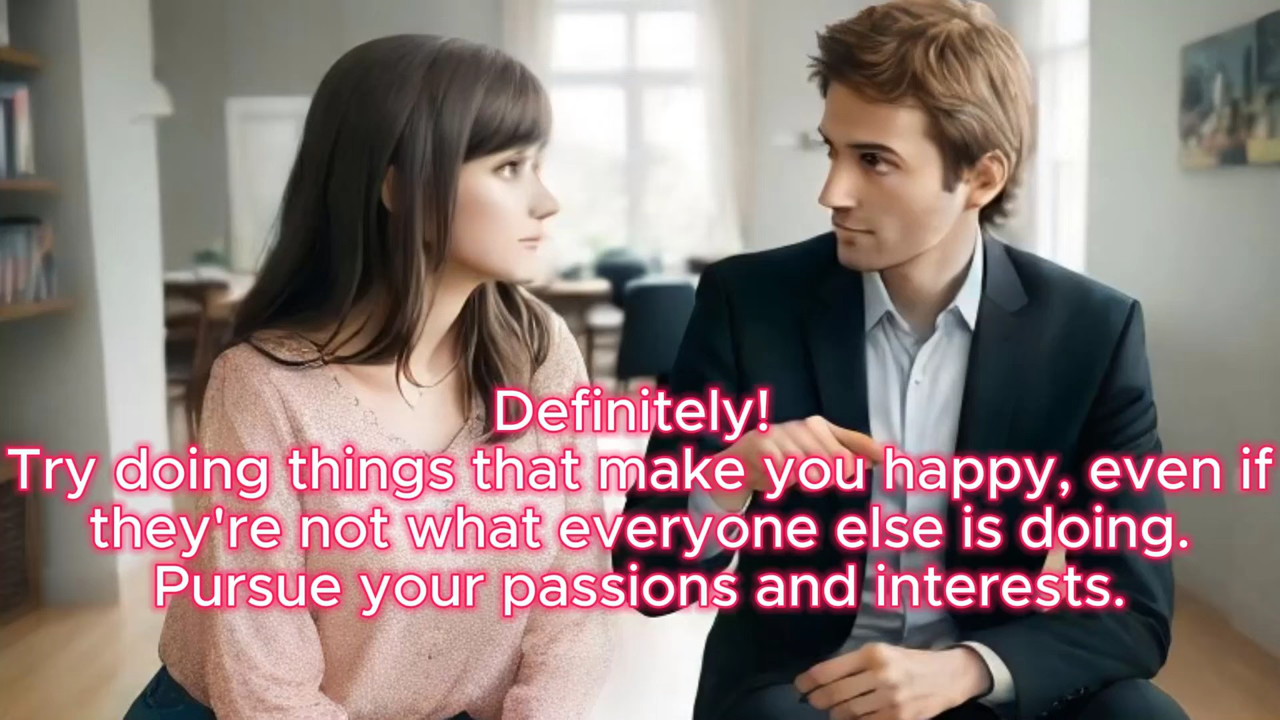 Definitely!
Try doing things that make you happy, even if
they're not what everyone else is doing.
Pursue your passions and interests.